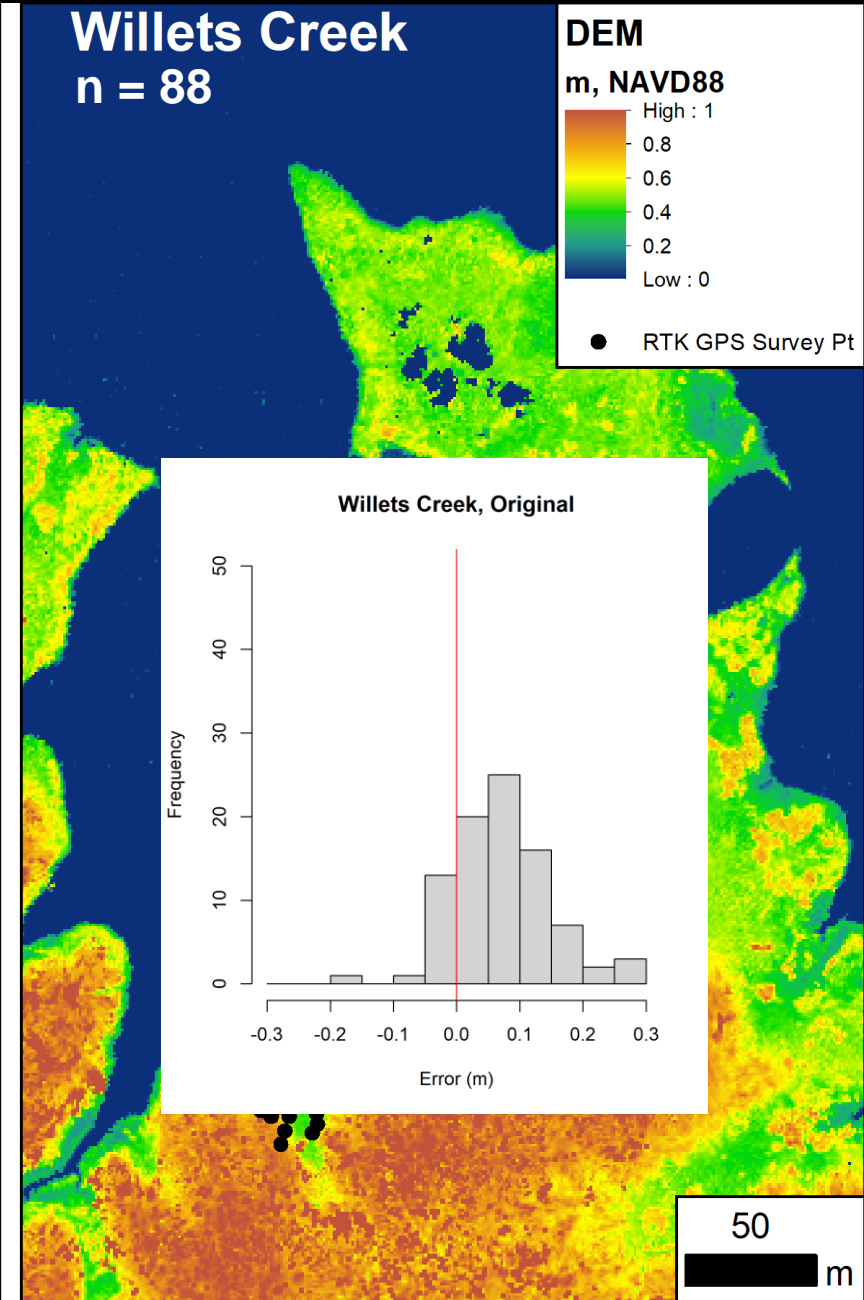 Willets Creek
n = 88
DEM
m, NAVD88
High : 1
0.8
0.6
0.4
0.2
Low : 0
RTK GPS Survey Pt
Willets Creek, Original
50
40
30
20
10
0
Frequency
-0.3 -0.2 -0.1 0.0 0.1 0.2 0.3
Error (m)
50
m